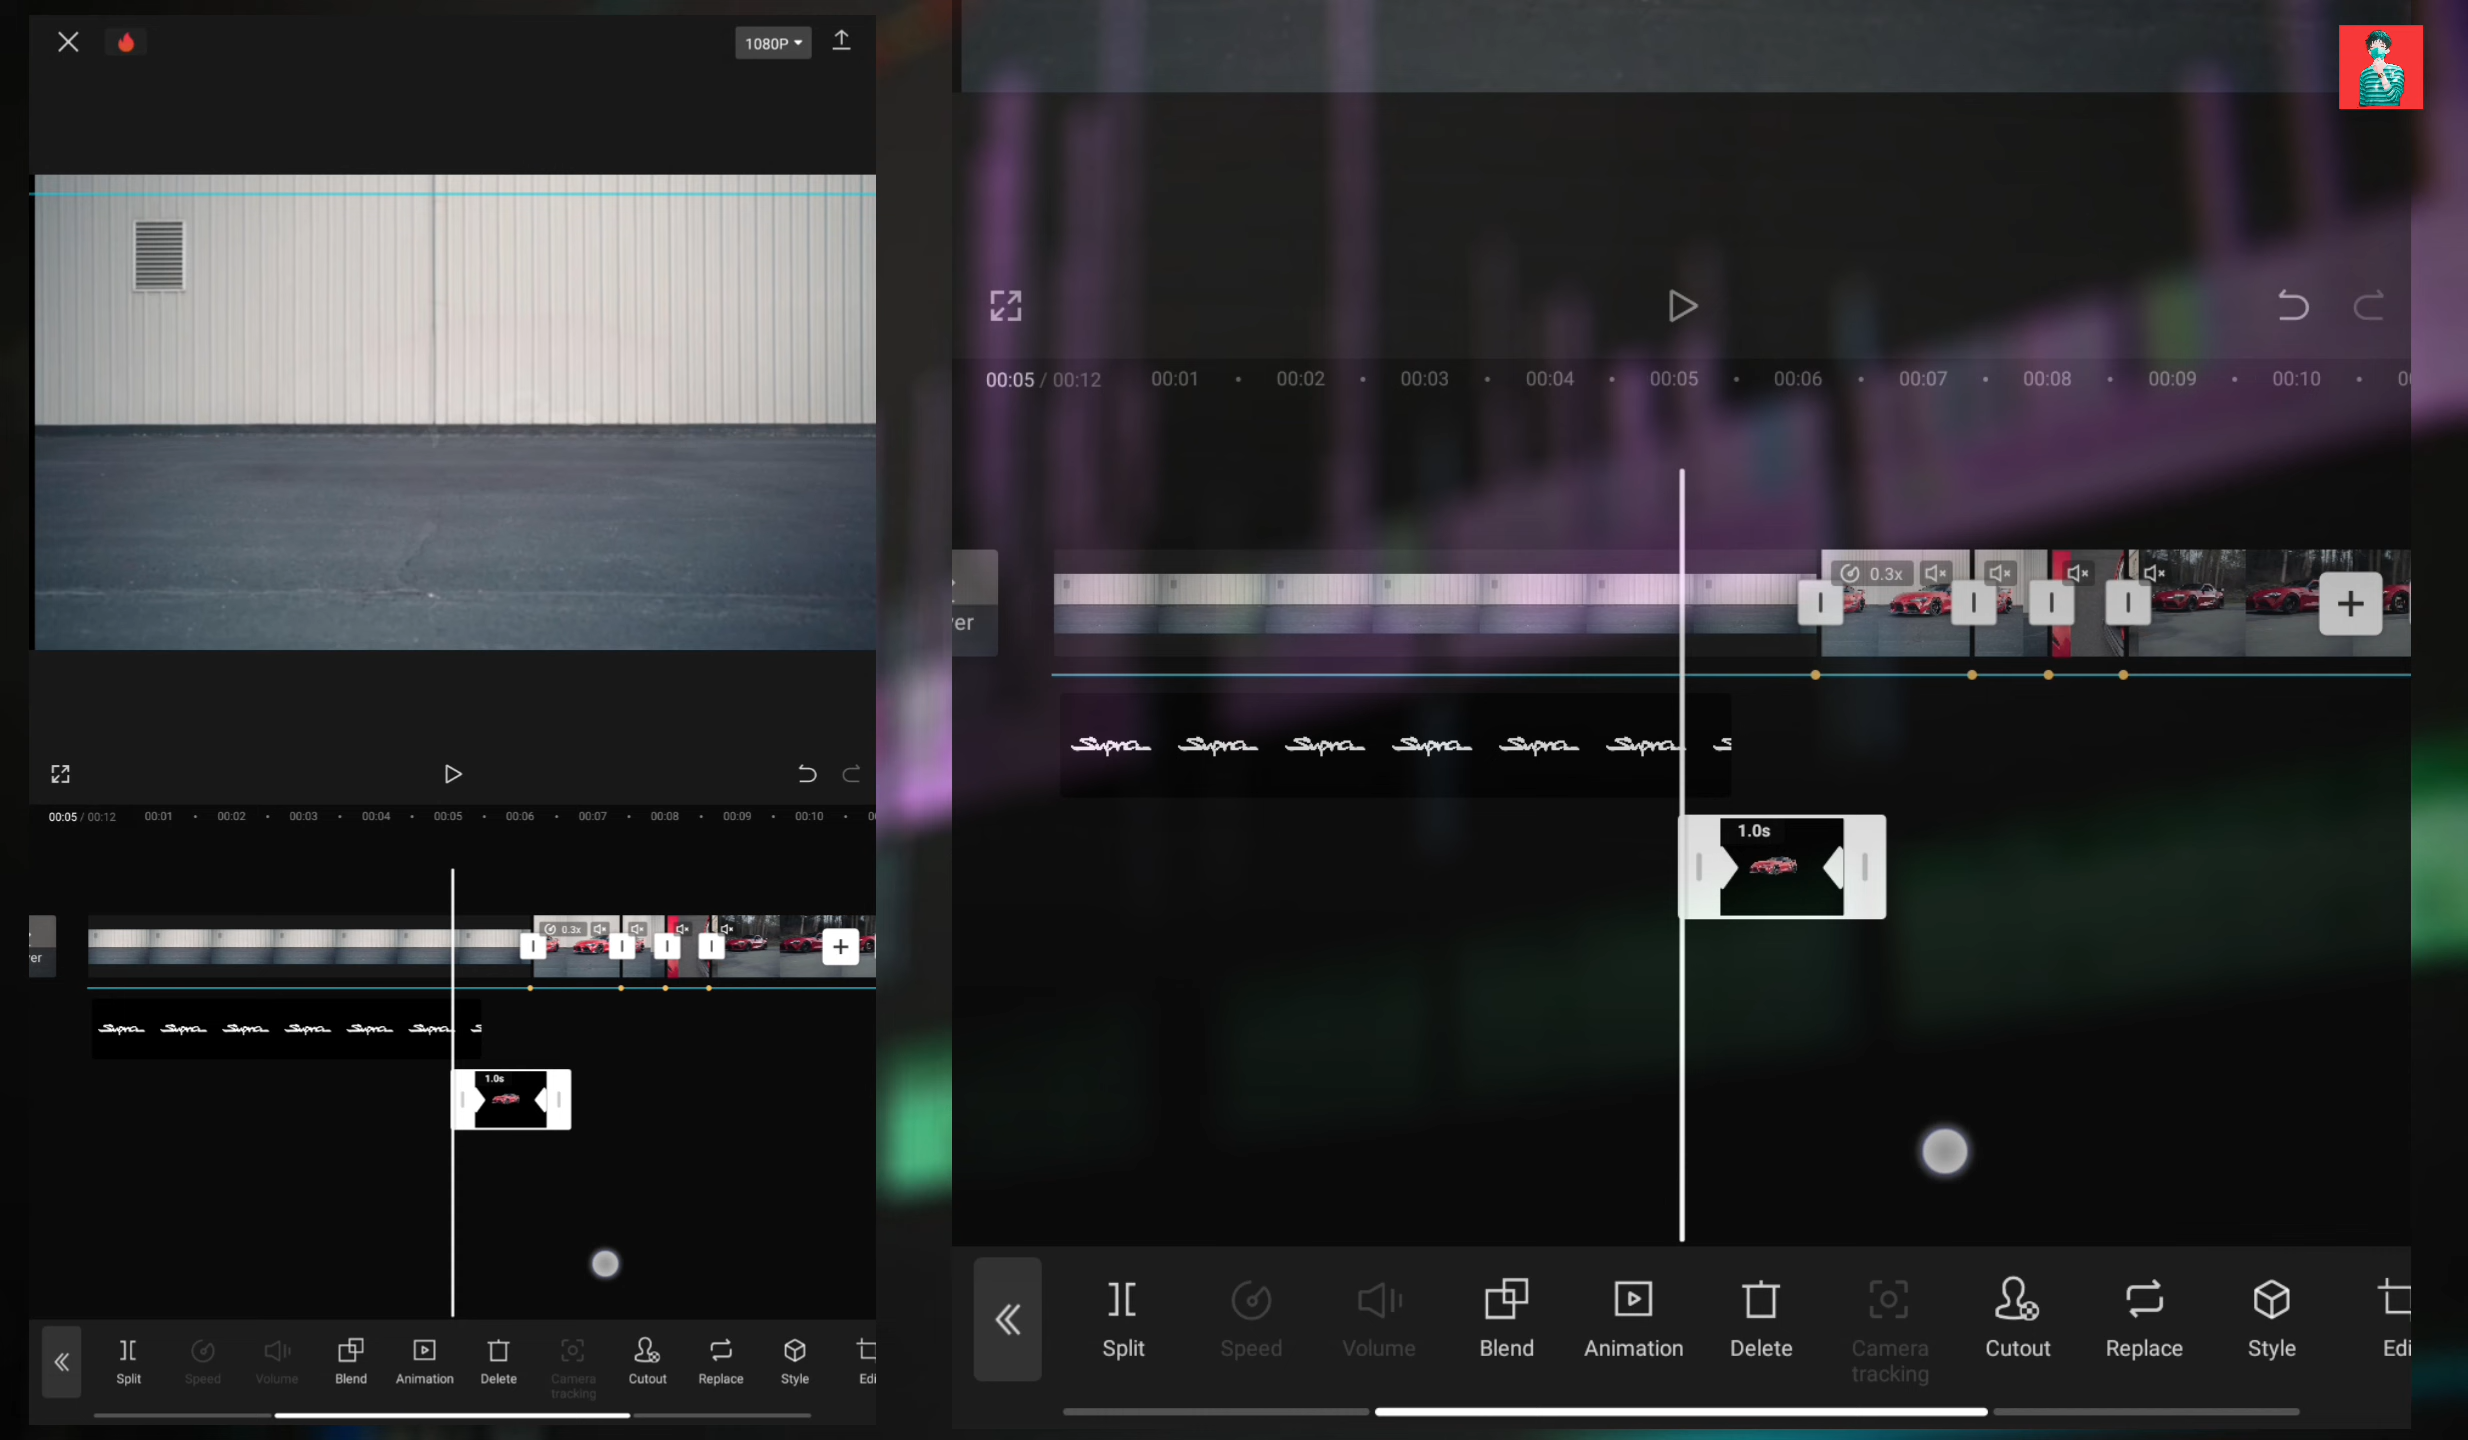 1080P
00:05 / 00:12 00:01 00:02 00:03 00:04 00:05 00:06 00:07 00:08 00:09 00:10
0.3x
er
Supra Supra Supra Supra Supra Supra
1.0s
Split Speed Volume Blend Animation Delete Camera tracking Cutout Replace Style Edi
00:05 / 00:12 00:01 00:02 00:03 00:04 00:05 00:06 00:07 00:08 00:09 00:10
0.3x
er
Supra Supra Supra Supra Supra Supra
1.0s
Split Speed Volume Blend Animation Delete Camera tracking Cutout Replace Style Edi